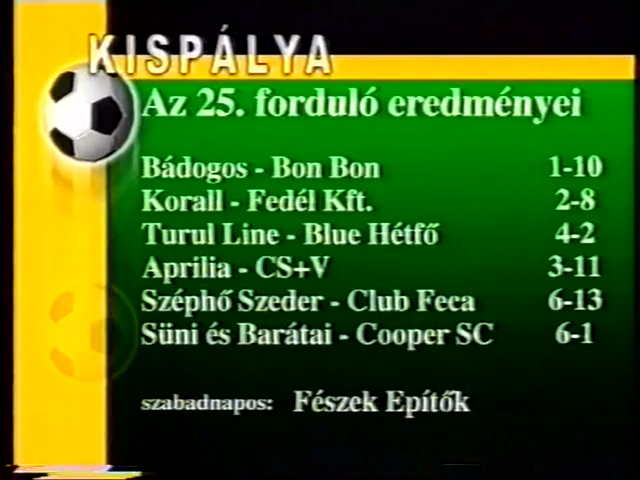 KISPÁLYA
Az 25. forduló eredményei
Bádogos - Bon Bon 1-10
Korall - Fedél Kft. 2-8
Turul Line - Blue Hétfő 4-2
Aprilia - CS+V 3-11
Széphő Szeder - Club Feca 6-13
Süni és Barátai - Cooper SC 6-1
szabadnapos: Fészek Epítők